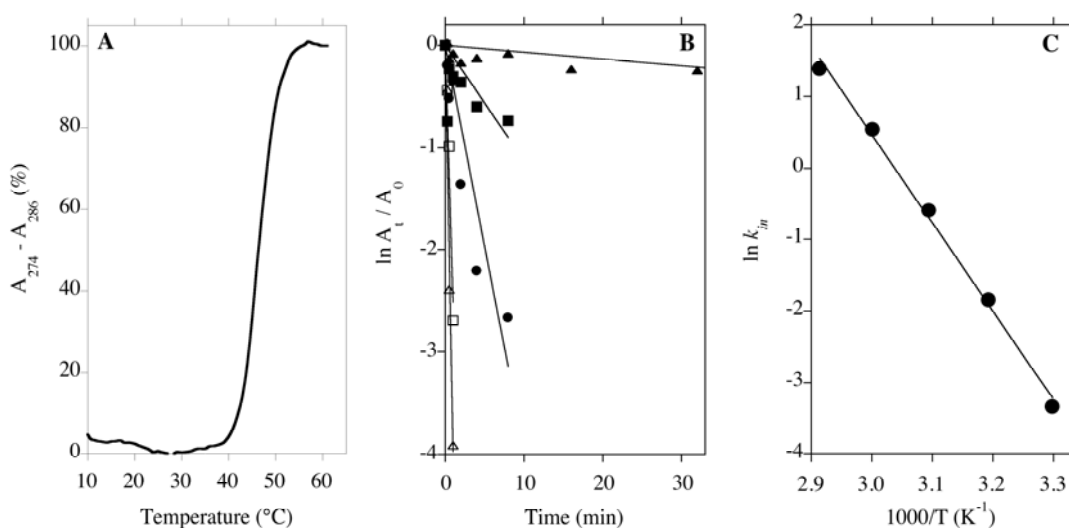 A
100
80
60
40
20
0
10 20 30 40 50 60
Temperature (°C)
A274 - A286 (%)
B
0
-1
-2
-3
-4
0 10 20 30
Time (min)
ln At / A0
C
2
1
0
-1
-2
-3
-4
2.9 3.0 3.1 3.2 3.3
1000/T (K-1)
ln kin